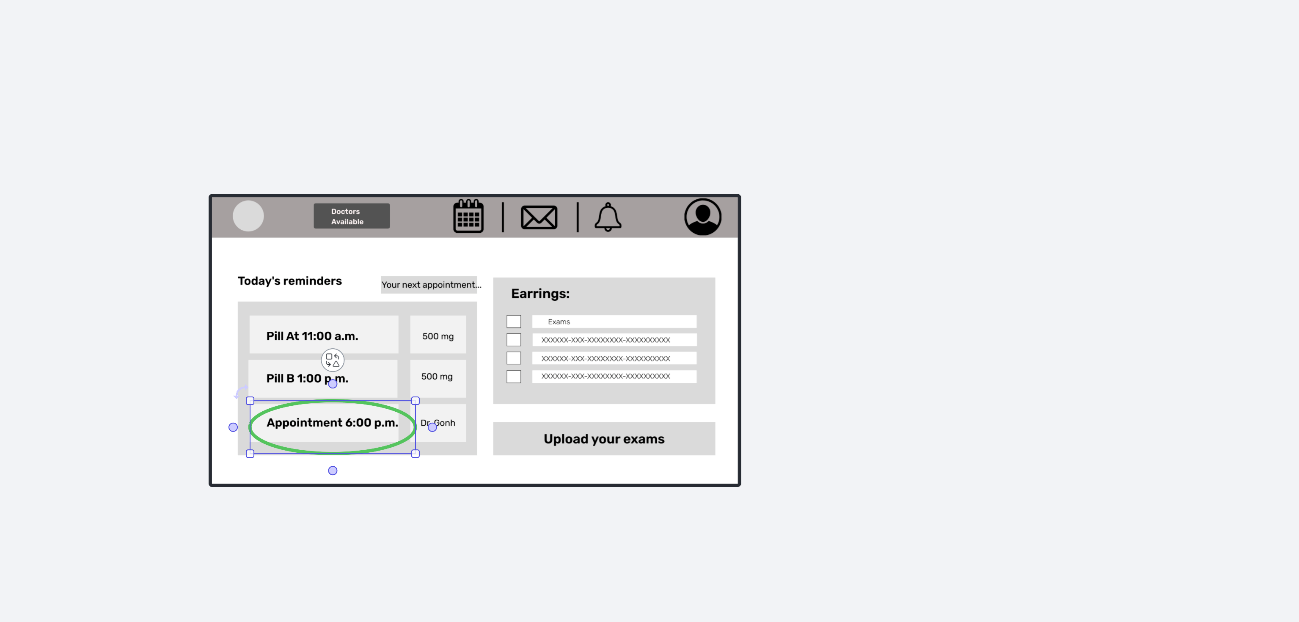 Doctors
Available
Today's reminders
Your next appointment...
Pill At 11:00 a.m.
500 mg
Pill B 1:00 p.m.
500 mg
Appointment 6:00 p.m.
Dr. Gonh
Earrings:
Exams
XXXXXX-XXX-XXXXXXXX-XXXXXXXXXX
XXXXXX-XXX-XXXXXXXX-XXXXXXXXXX
XXXXXX-XXX-XXXXXXXX-XXXXXXXXXX
Upload your exams